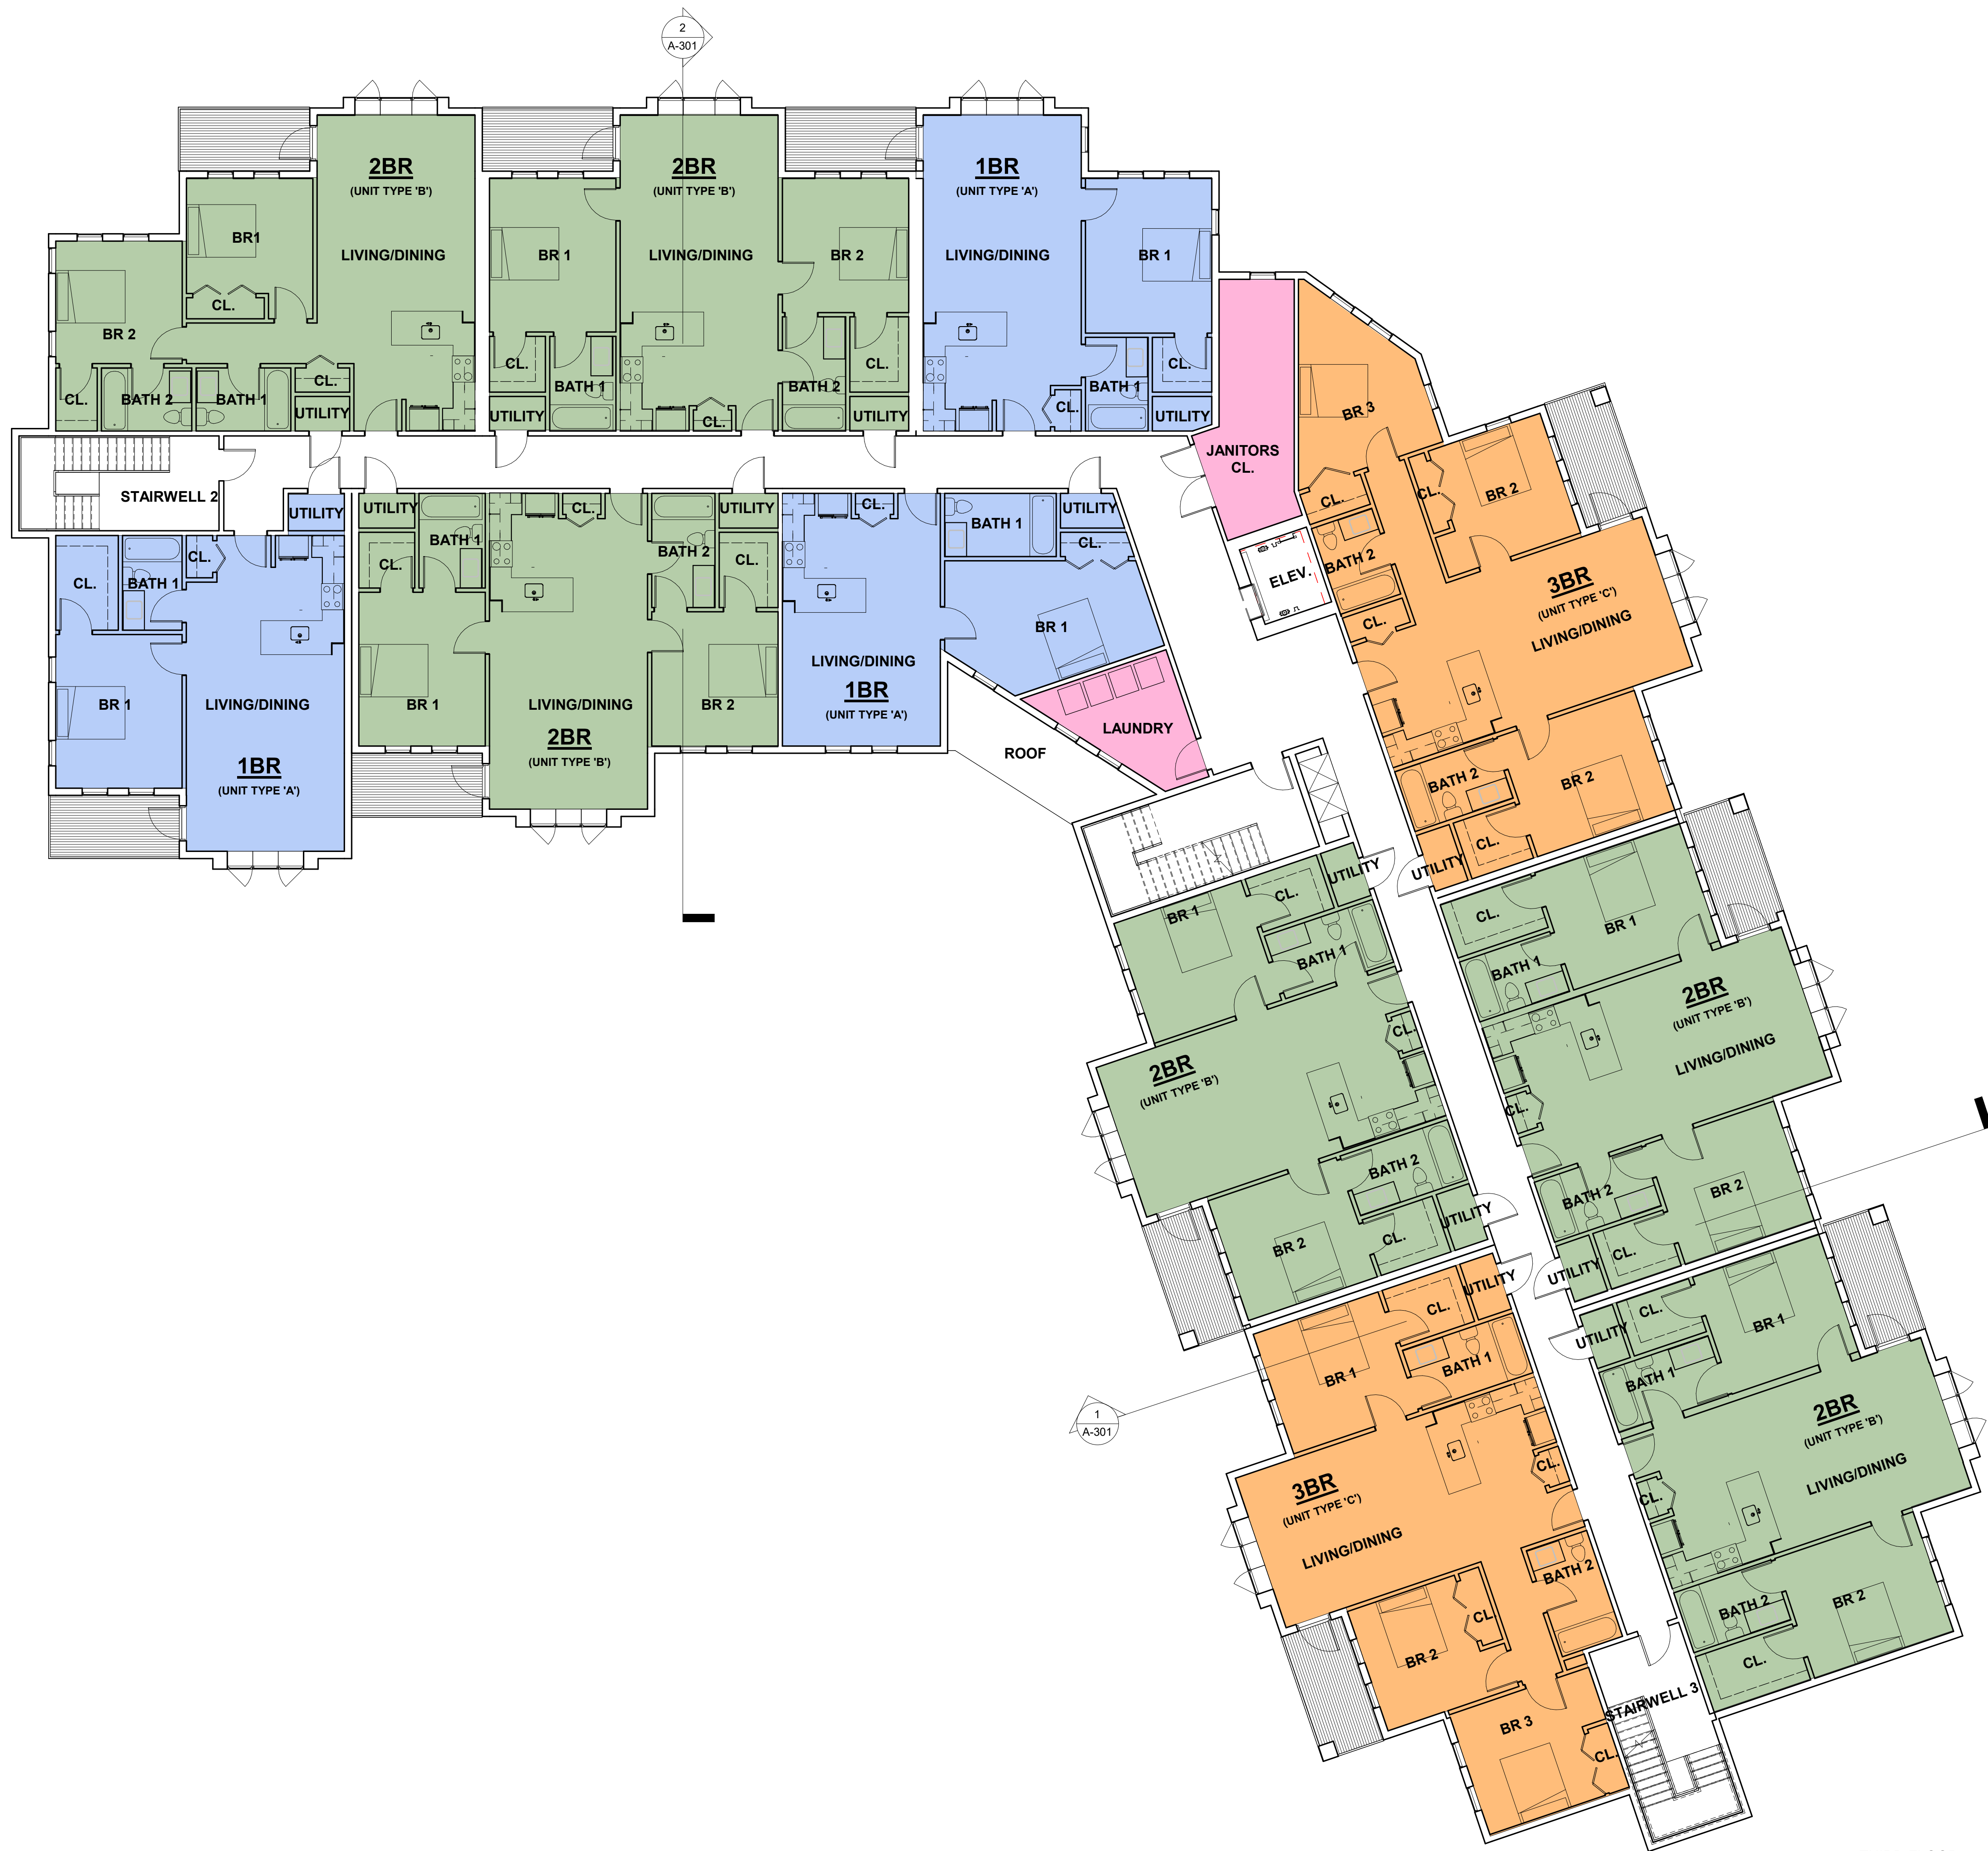 2
A-301
2BR
(UNIT TYPE 'B')
LIVING/DINING
BR1
CL.
BR 2
CL.
BATH 2
BATH 1
CL.
UTILITY
2BR
(UNIT TYPE 'B')
LIVING/DINING
BR 1
BR 2
CL.
BATH 1
UTILITY
CL.
BATH 2
CL.
UTILITY
1BR
(UNIT TYPE 'A')
LIVING/DINING
BR 1
CL.
BATH 1
CL.
UTILITY
JANITORS
CL.
STAIRWELL 2
UTILITY
CL.
BATH 1
CL.
BR 1
LIVING/DINING
1BR
(UNIT TYPE 'A')
UTILITY
BATH 1
CL.
CL.
BATH 2
UTILITY
CL.
BR 1
LIVING/DINING
BR 2
2BR
(UNIT TYPE 'B')
CL.
BATH 1
UTILITY
CL.
BR 1
LIVING/DINING
1BR
(UNIT TYPE 'A')
LAUNDRY
ROOF
ELEV.
BR 3
CL.
CL.
BR 2
BATH 2
CL.
3BR
(UNIT TYPE 'C')
LIVING/DINING
BATH 2
BR 2
CL.
UTILITY
UTILITY
CL.
BR 1
BATH 1
CL.
2BR
(UNIT TYPE 'B')
BATH 2
UTILITY
CL.
BR 2
CL.
BR 1
BATH 1
2BR
(UNIT TYPE 'B')
LIVING/DINING
CL.
BATH 2
BR 2
CL.
UTILITY
UTILITY
CL.
BR 1
BATH 1
1
A-301
3BR
(UNIT TYPE 'C')
LIVING/DINING
CL.
BATH 2
CL.
BR 2
BR 3
CL.
UTILITY
CL.
BR 1
BATH 1
2BR
(UNIT TYPE 'B')
LIVING/DINING
CL.
BATH 2
BR 2
CL.
STAIRWELL 3